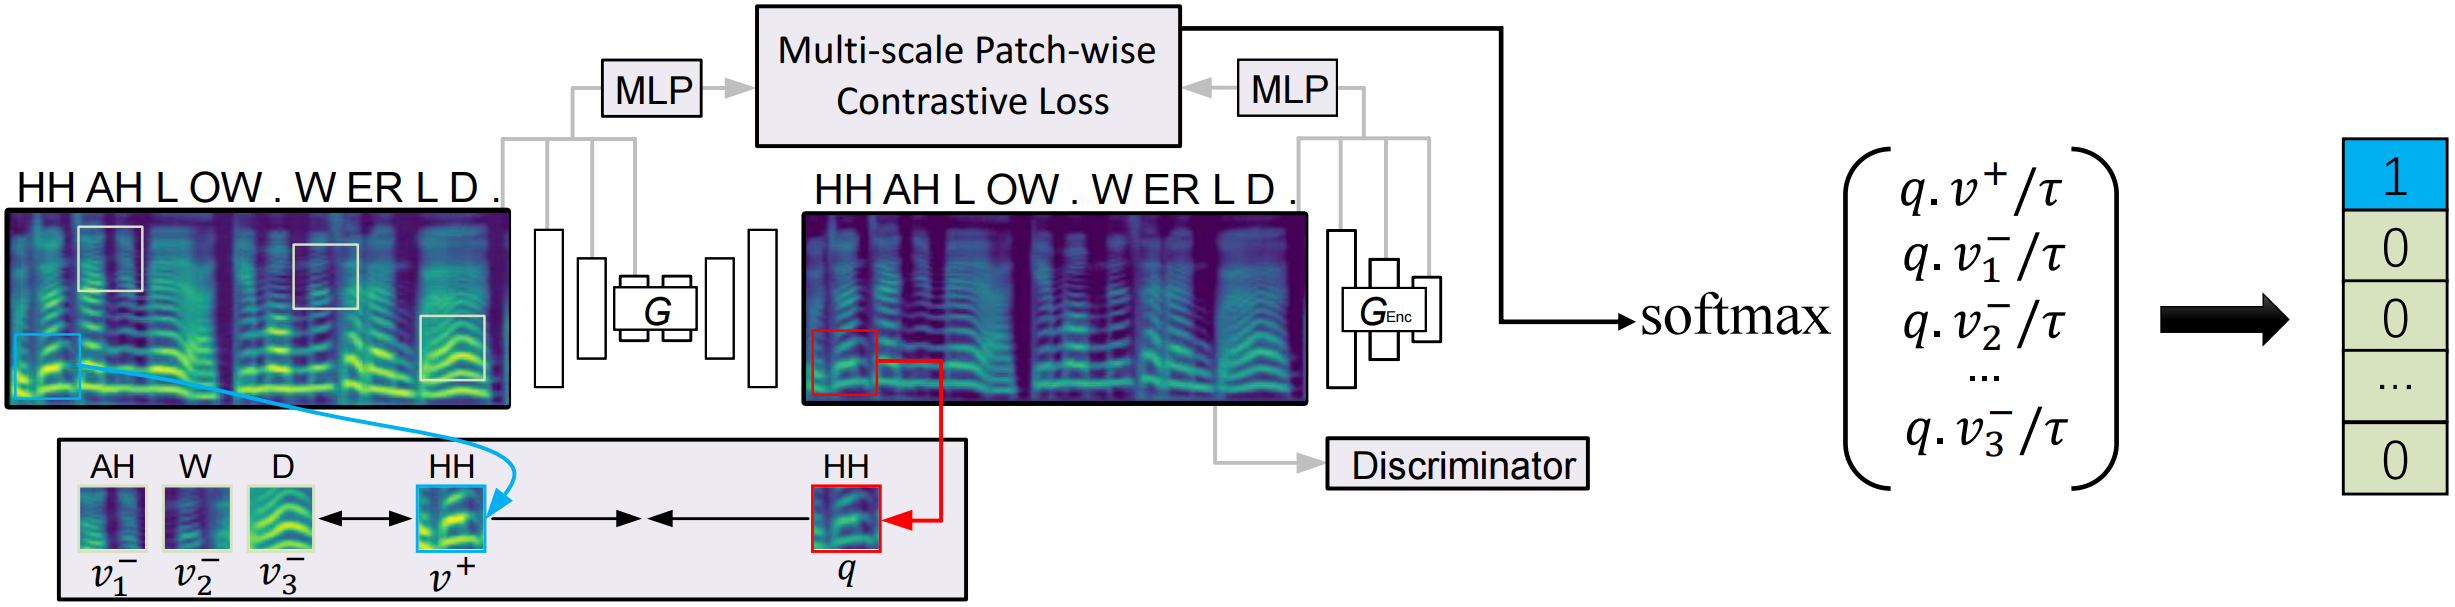 Multi-scale Patch-wise
Contrastive Loss
MLP
MLP
HH AH L OW . W ER L D .
HH AH L OW . W ER L D .
G
G Enc
softmax
q. v⁺/τ
q. v₁⁻/τ
q. v₂⁻/τ
...
q. v₃⁻/τ
1
0
0
...
0
Discriminator
AH W D HH HH
v₁⁻ v₂⁻ v₃⁻ v⁺ q